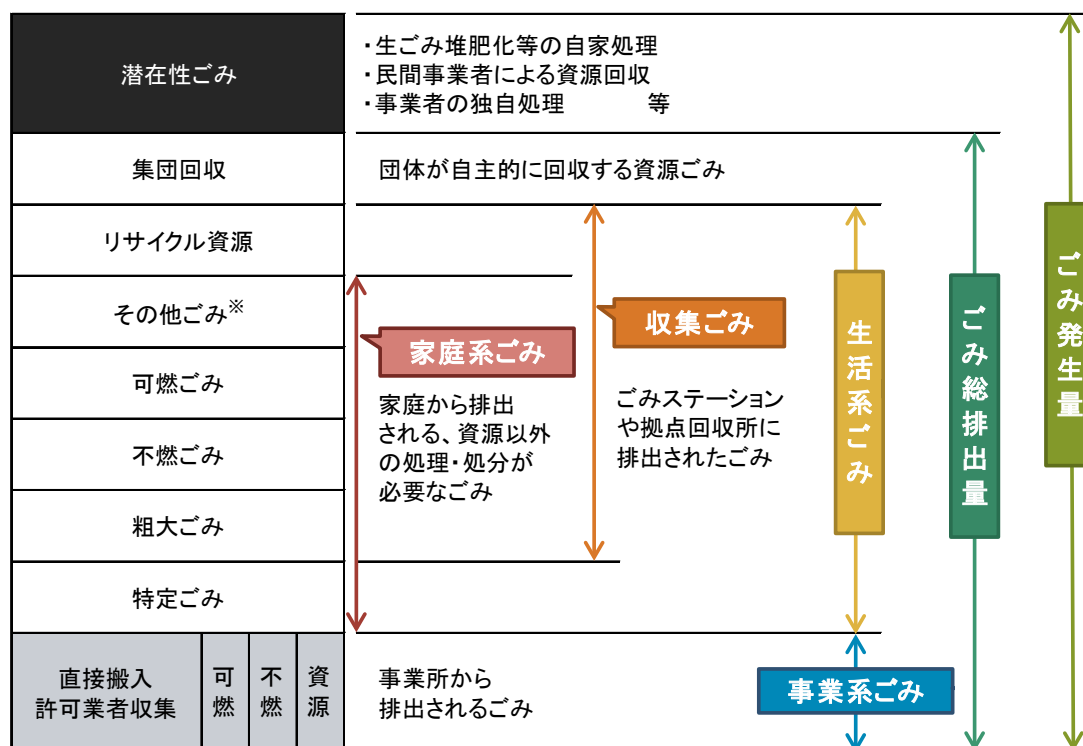 潜在性ごみ
・生ごみ堆肥化等の自家処理
・民間事業者による資源回収
・事業者の独自処理　　　等
集団回収
団体が自主的に回収する資源ごみ
リサイクル資源
その他ごみ※
可燃ごみ
不燃ごみ
粗大ごみ
特定ごみ
直接搬入
許可業者収集
可燃
不燃
資源
家庭系ごみ
家庭から排出
される、資源以外
の処理・処分が
必要なごみ
収集ごみ
ごみステーション
や拠点回収所に
排出されたごみ
生活系ごみ
ごみ総排出量
ごみ発生量
事業所から
排出されるごみ
事業系ごみ